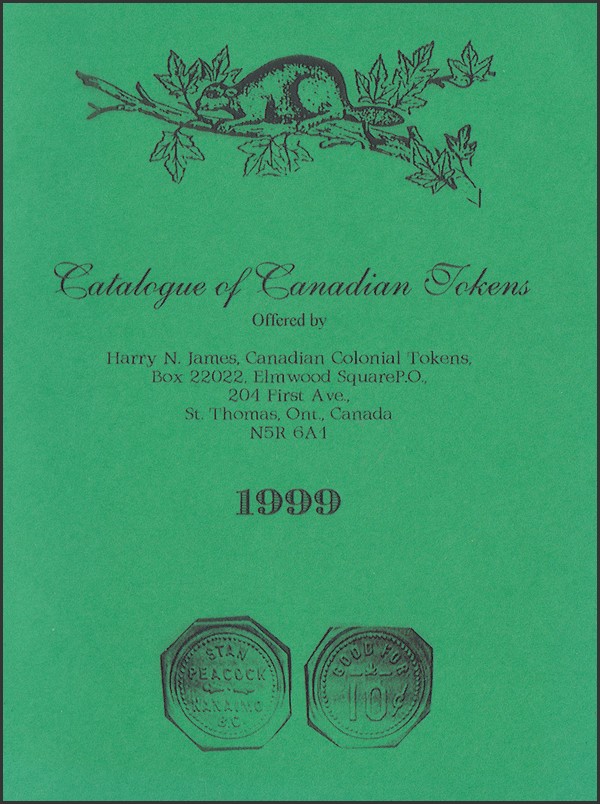 Catalogue of Canadian Tokens
Offered by
Harry N. James, Canadian Colonial Tokens,
Box 22022, Elmwood SquareP.O.,
204 First Ave.,
St. Thomas, Ont., Canada
N5R 6A1
1999
STAN
PEACOCK
NANAIMO
B.C.
GOOD FOR
10¢